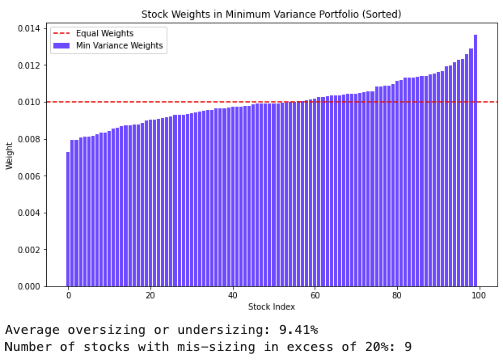 Stock Weights in Minimum Variance Portfolio (Sorted)
Equal Weights
Min Variance Weights
0.014
0.012
0.010
0.008
0.006
0.004
0.002
0.000
Weight
0 20 40 60 80 100
Stock Index
Average oversizing or undersizing: 9.41%
Number of stocks with mis-sizing in excess of 20%: 9